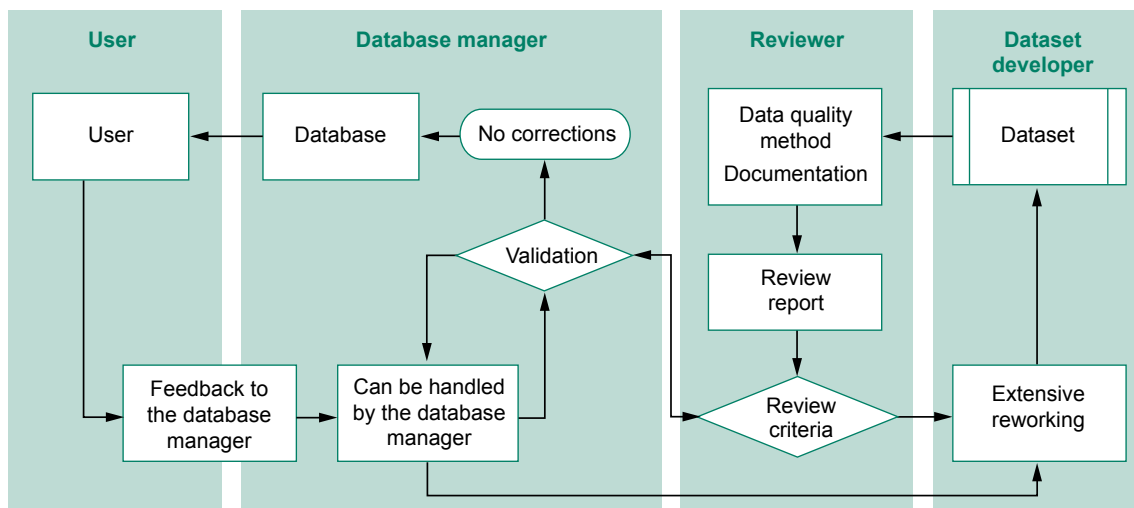 User
Database manager
Reviewer
Dataset
developer
User
Database
No corrections
Data quality
method
Documentation
Dataset
Validation
Review
report
Feedback to
the database
manager
Can be handled
by the database
manager
Review
criteria
Extensive
reworking